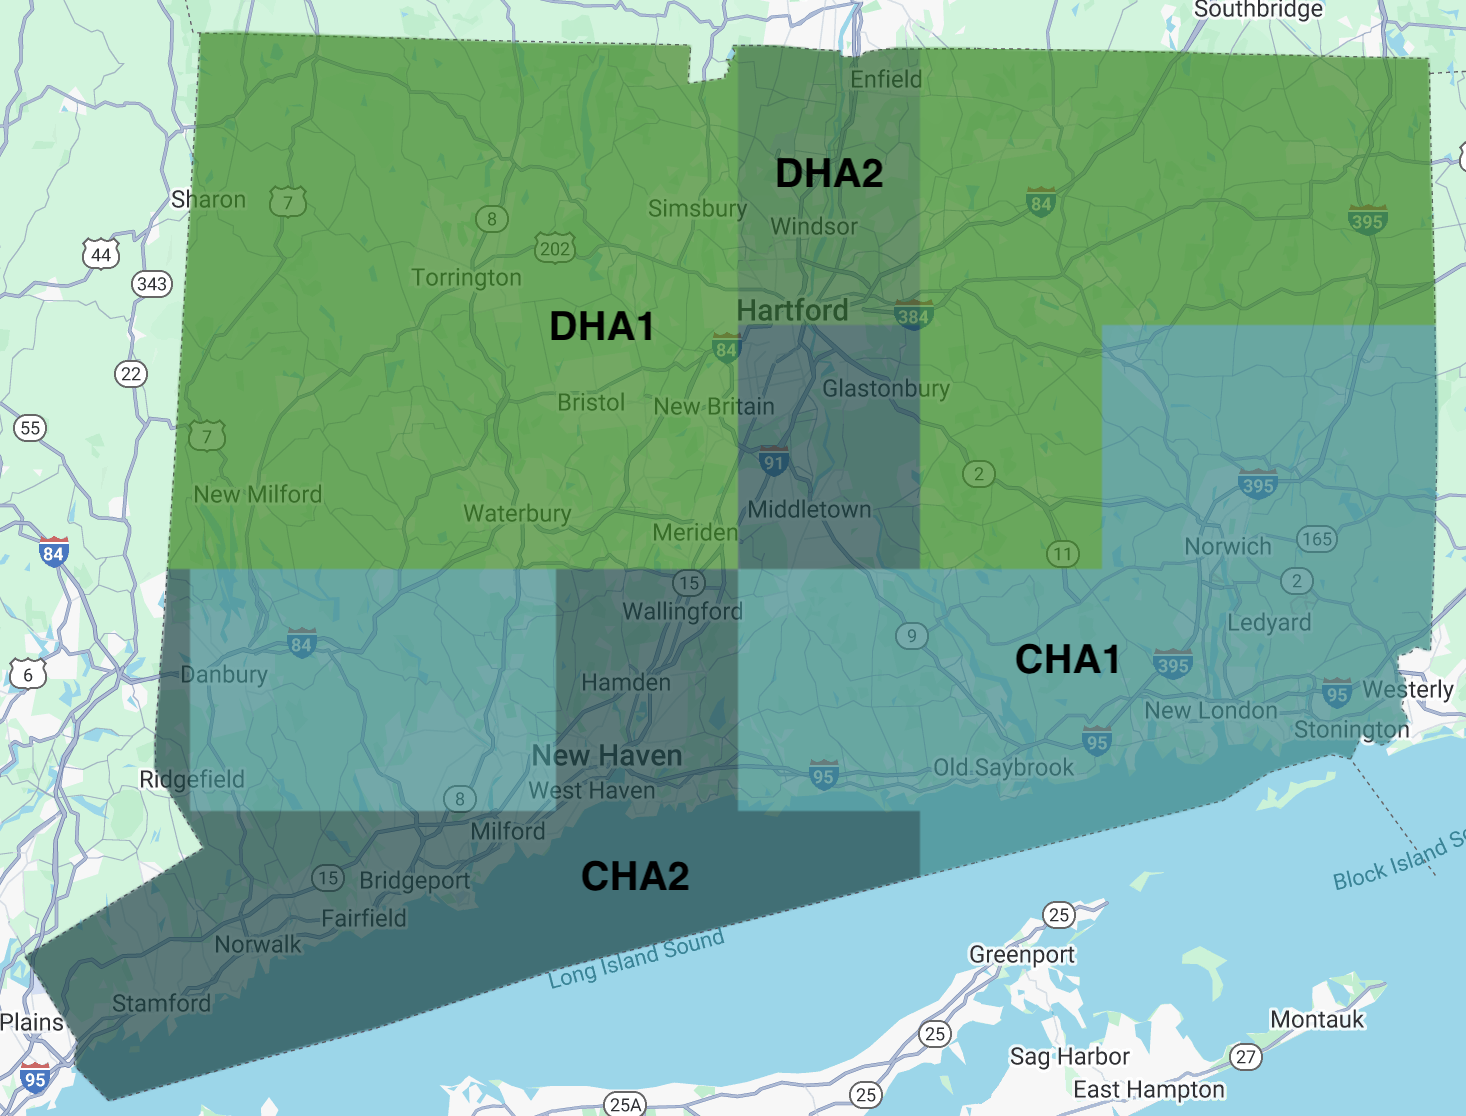 Southbridge
Enfield
DHA2
Sharon
7
8
Simsbury
84
395
44
202
Windsor
343
Torrington
Hartford
384
DHA1
84
22
Glastonbury
Bristol
New Britain
55
7
91
2
395
New Milford
Waterbury
Middletown
Meriden
84
11
Norwich
165
15
2
Wallingford
Ledyard
9
84
CHA1
395
6
Danbury
Hamden
95
Westerly
New London
Stonington
95
New Haven
Old Saybrook
95
Ridgefield
West Haven
8
Milford
CHA2
15
Bridgeport
Block Island So
Fairfield
25
Norwalk
Long Island Sound
Greenport
Stamford
Plains
25
Montauk
Sag Harbor
27
95
East Hampton
25
25A